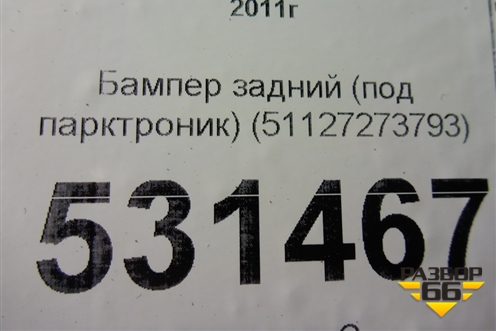 2011г
Бампер задний (под
парктроник) (51127273793)
531467
РАЗБОР
66